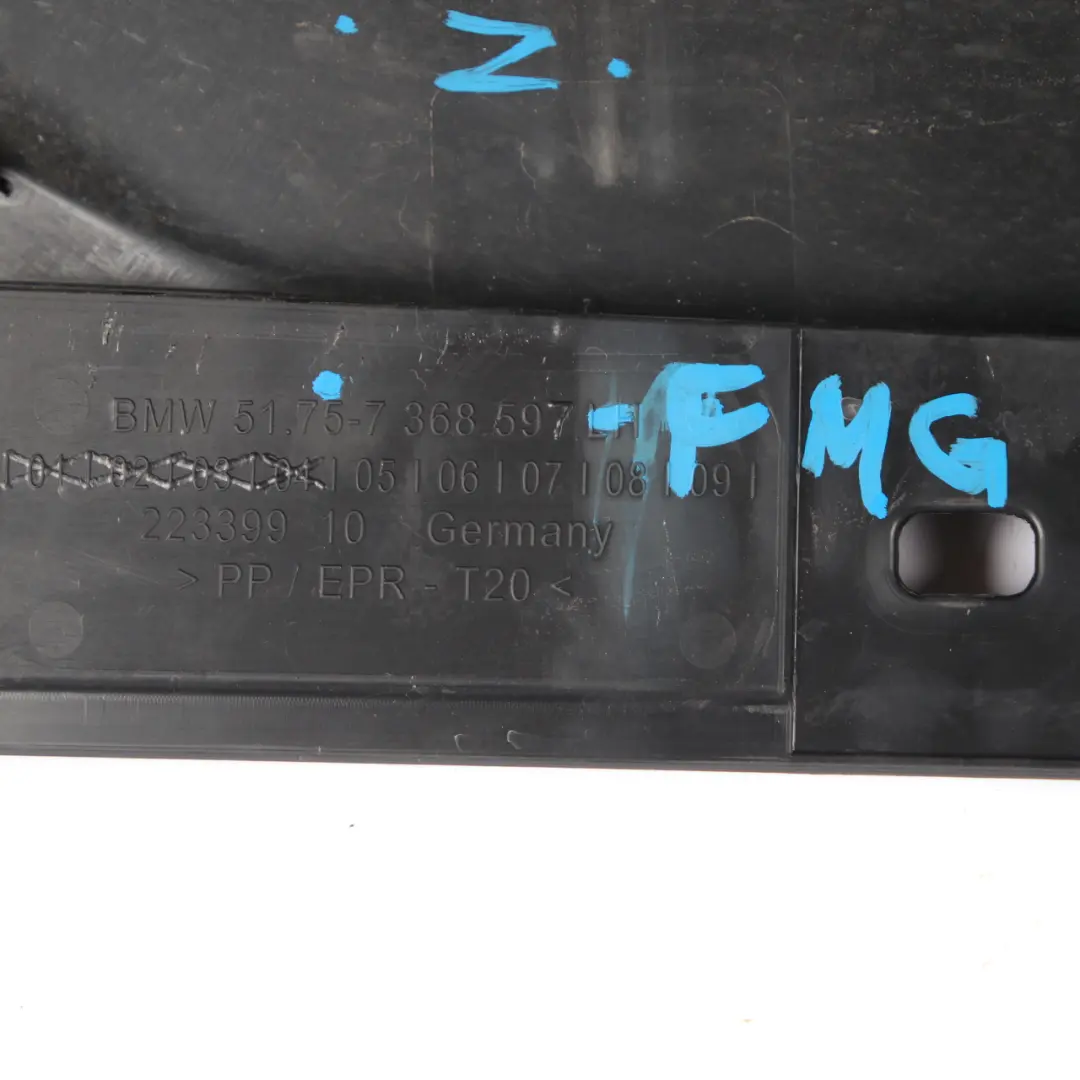 Z.
-FMG
BMW 51.75-7 368 597 LH
| 01 | 02 | 03 | 04 | 05 | 06 | 07 | 08 | 09 |
223399 10 Germany
> PP / EPR - T20 <